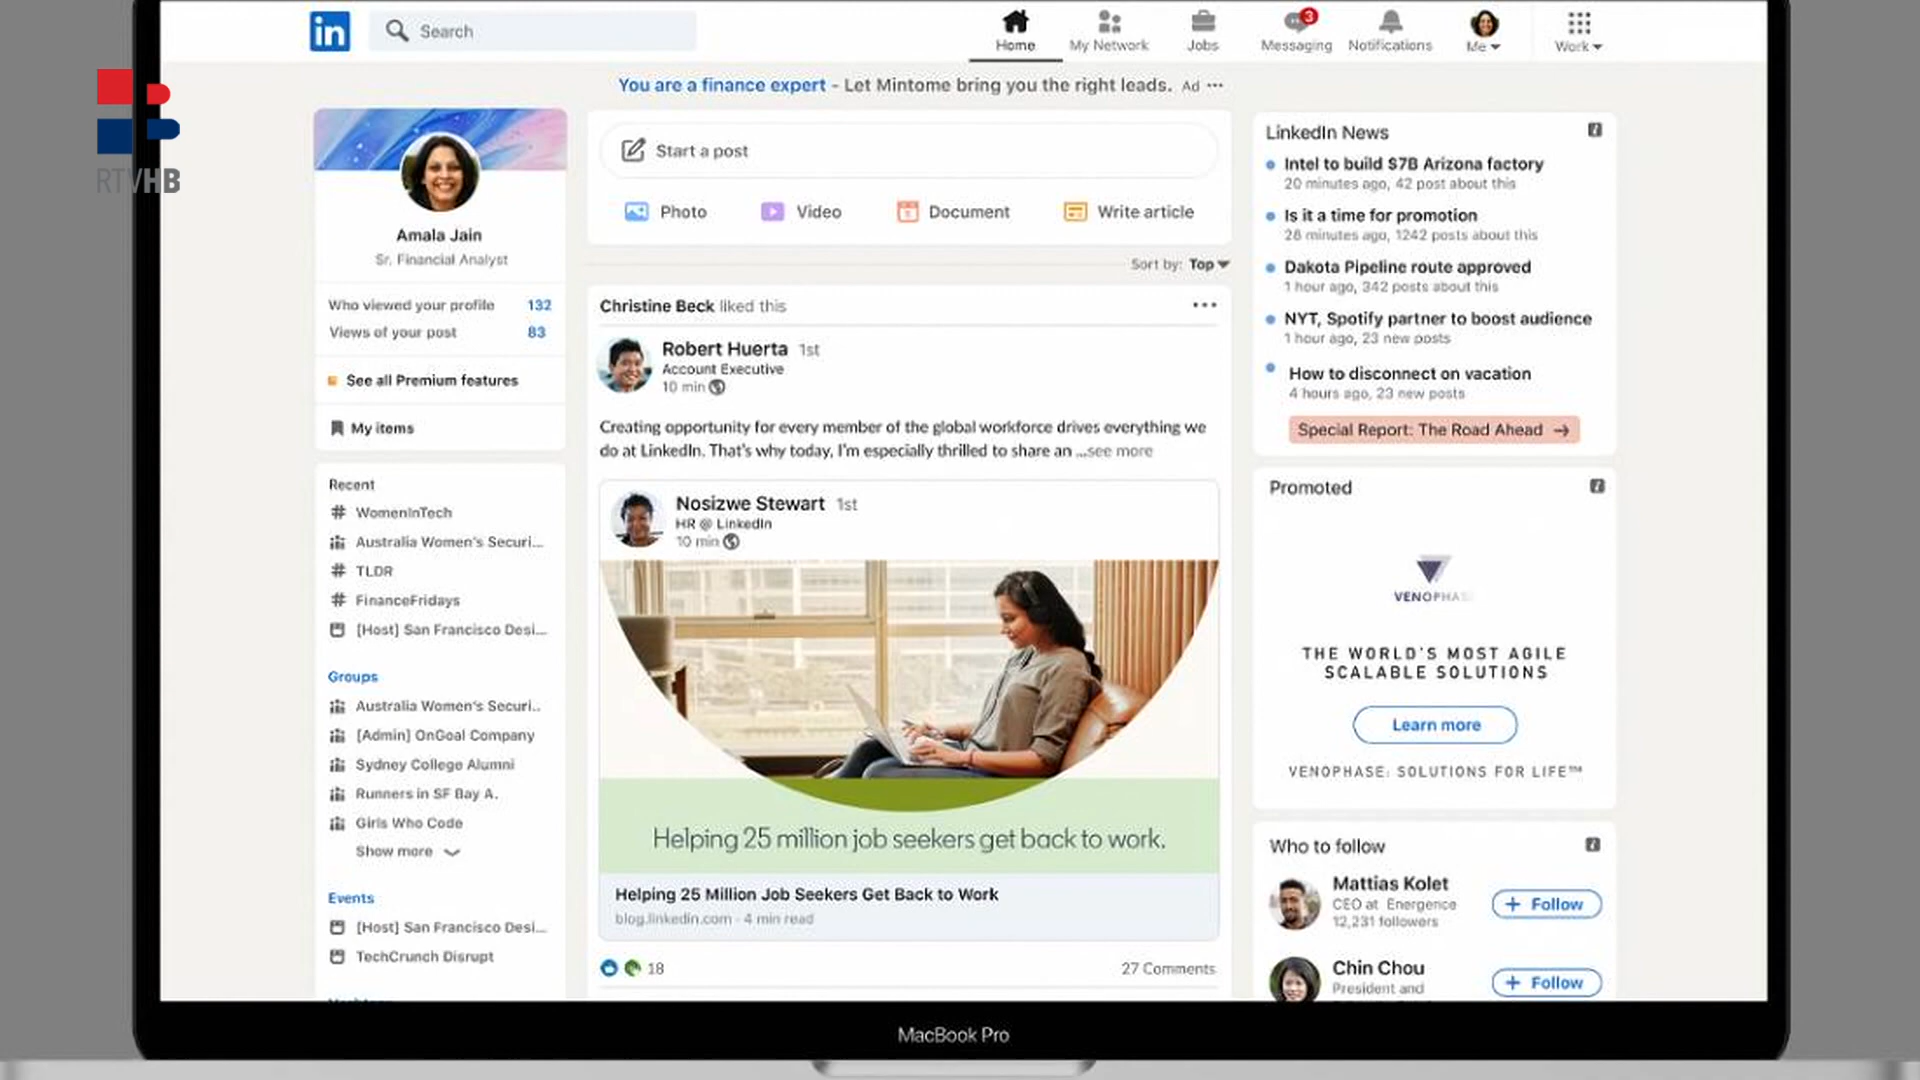 in
Search
Home
My Network
Jobs
3
Messaging
Notifications
Me
Work
RTVHB
You are a finance expert - Let Mintome bring you the right leads. Ad
Amala Jain
Sr. Financial Analyst
Who viewed your profile 132
Views of your post 83
See all Premium features
My items
Recent
# WomenInTech
Australia Women's Securi...
# TLDR
# FinanceFridays
[Host] San Francisco Desi...
Groups
Australia Women's Securi..
[Admin] OnGoal Company
Sydney College Alumni
Runners in SF Bay A.
Girls Who Code
Show more
Events
[Host] San Francisco Desi...
TechCrunch Disrupt
Start a post
Photo Video Document Write article
Sort by: Top
Christine Beck liked this
Robert Huerta 1st
Account Executive
10 min
Creating opportunity for every member of the global workforce drives everything we
do at LinkedIn. That's why today, I'm especially thrilled to share an ...see more
Nosizwe Stewart 1st
HR @ LinkedIn
10 min
Helping 25 million job seekers get back to work.
Helping 25 Million Job Seekers Get Back to Work
blog.linkedin.com · 4 min read
18
27 Comments
LinkedIn News
Intel to build $7B Arizona factory
20 minutes ago, 42 post about this
Is it a time for promotion
28 minutes ago, 1242 posts about this
Dakota Pipeline route approved
1 hour ago, 342 posts about this
NYT, Spotify partner to boost audience
1 hour ago, 23 new posts
How to disconnect on vacation
4 hours ago, 23 new posts
Special Report: The Road Ahead →
Promoted
VENOPHAS
THE WORLD'S MOST AGILE
SCALABLE SOLUTIONS
Learn more
VENOPHASE: SOLUTIONS FOR LIFE™
Who to follow
Mattias Kolet
CEO at Energence
12,231 followers
+ Follow
Chin Chou
President and
+ Follow
MacBook Pro